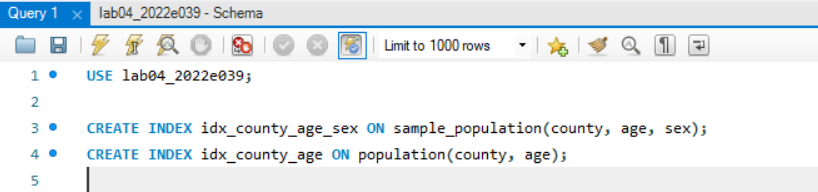 Query 1 lab04_2022e039 - Schema
Limit to 1000 rows
1 USE lab04_2022e039;
2
3 CREATE INDEX idx_county_age_sex ON sample_population(county, age, sex);
4 CREATE INDEX idx_county_age ON population(county, age);
5